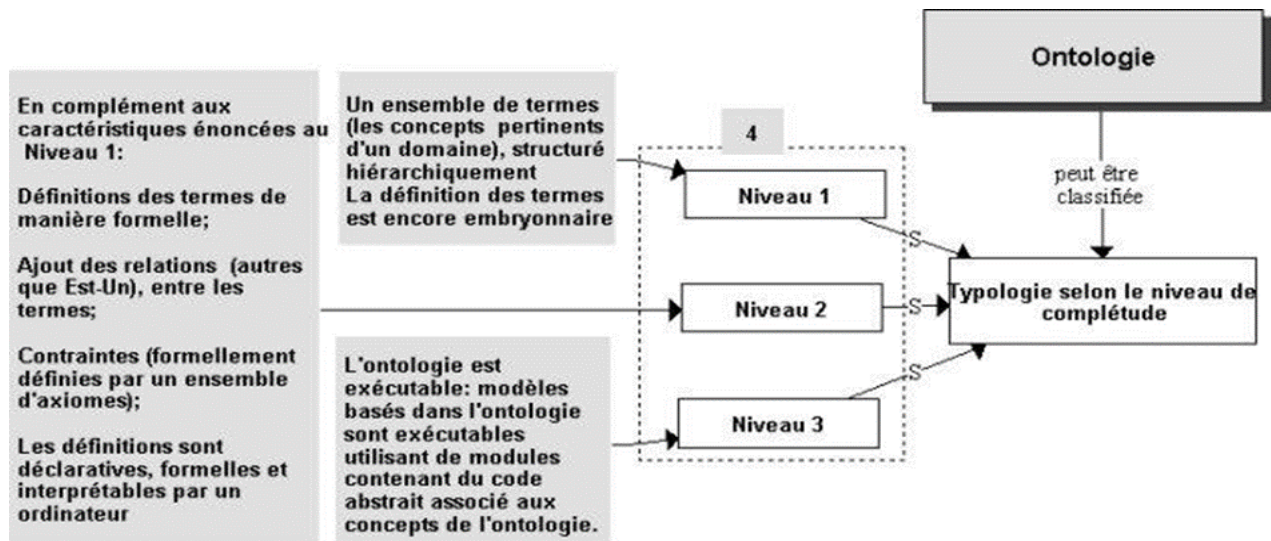 Ontologie
En complément aux
caractéristiques énoncées au
Niveau 1:
Définitions des termes de
manière formelle;
Ajout des relations (autres
que Est-Un), entre les
termes;
Contraintes (formellement
définies par un ensemble
d'axiomes);
Les définitions sont
déclaratives, formelles et
interprétables par un
ordinateur
Un ensemble de termes
(les concepts pertinents
d'un domaine), structuré
hiérarchiquement
La définition des termes
est encore embryonnaire
L'ontologie est
exécutable: modèles
basés dans l'ontologie
sont exécutables
utilisant de modules
contenant du code
abstrait associé aux
concepts de l'ontologie.
4
Niveau 1
Niveau 2
Niveau 3
S
S
S
peut être
classifiée
Typologie selon le niveau de
complétude